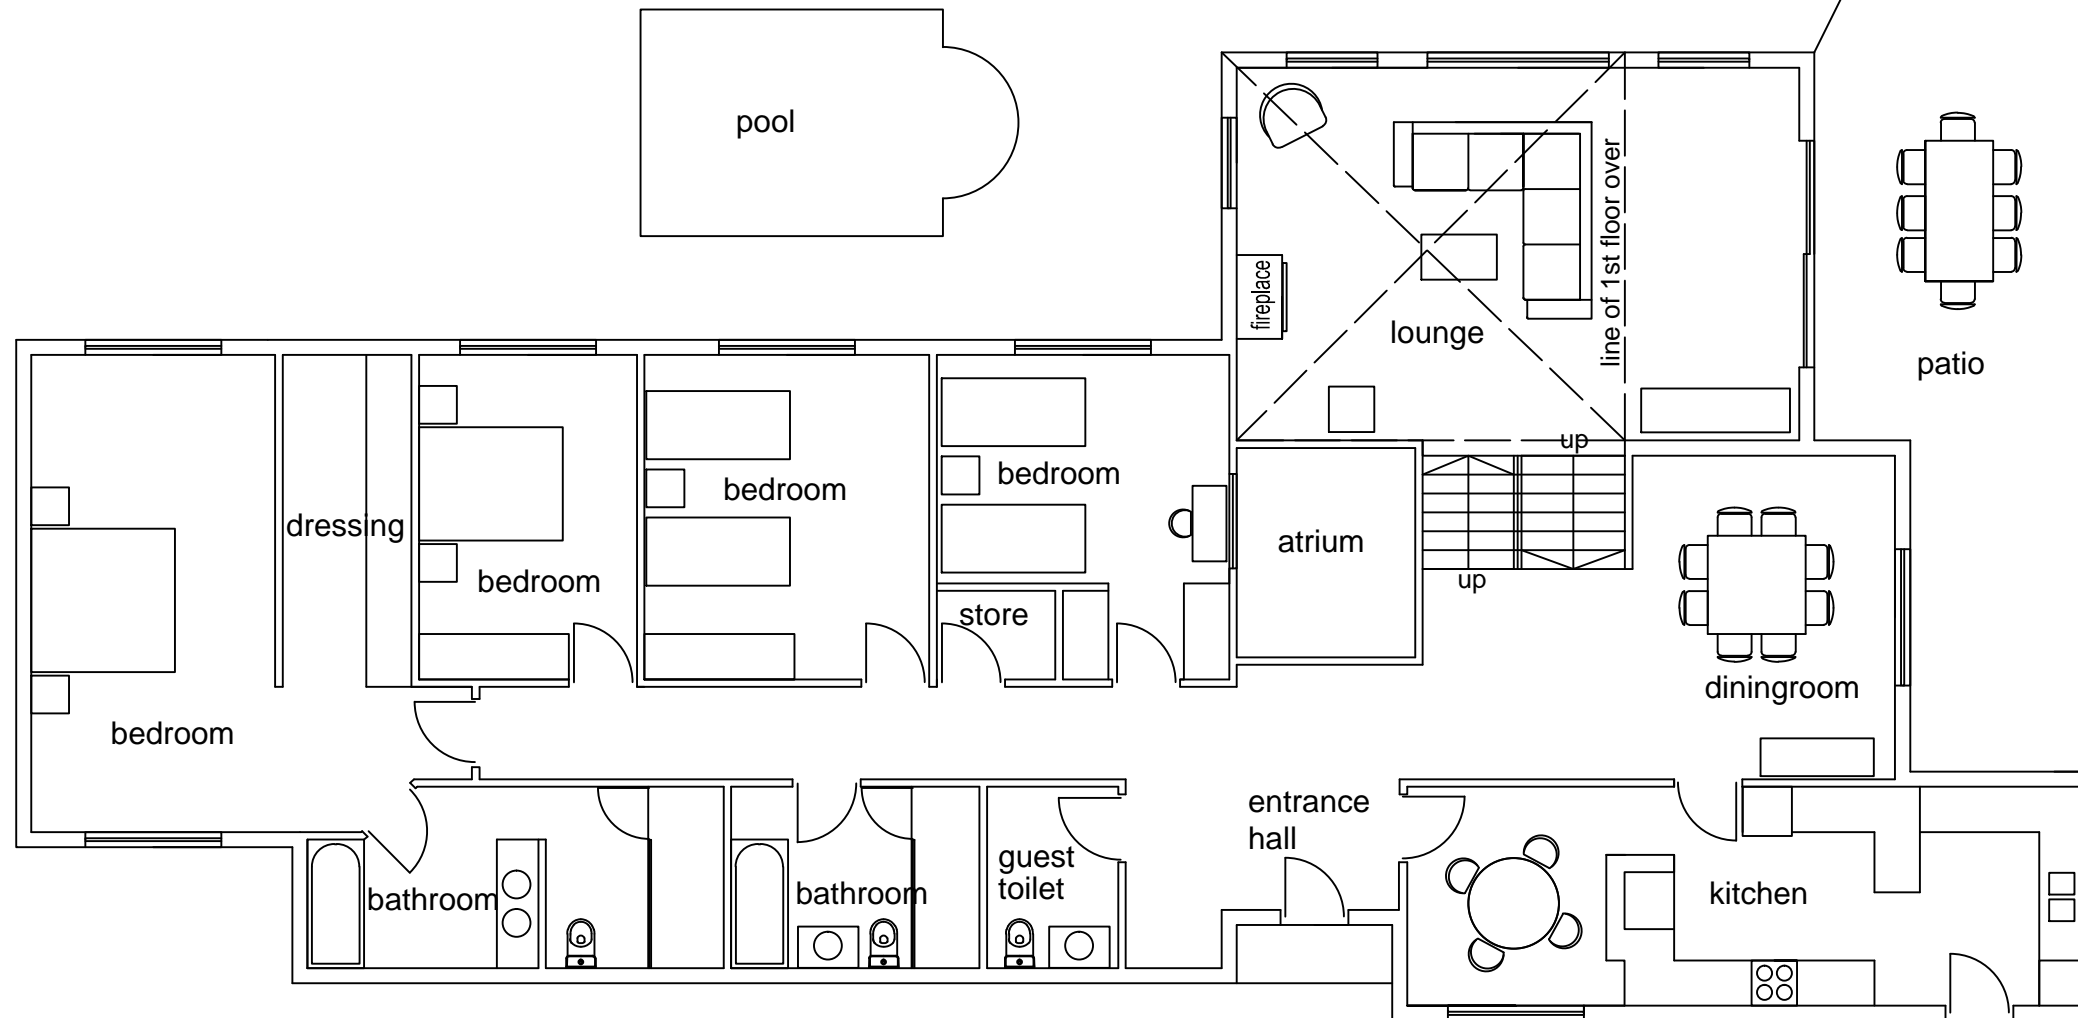 pool
line of 1st floor over
fireplace
lounge
patio
up
bedroom
bedroom
dressing
atrium
bedroom
up
store
diningroom
bedroom
entrance
hall
guest
toilet
bathroom
bathroom
kitchen